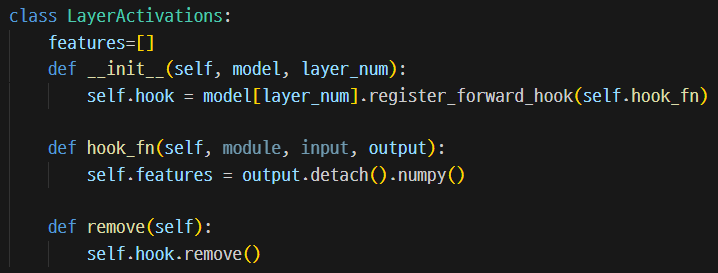 class LayerActivations:
    features=[]
    def __init__(self, model, layer_num):
        self.hook = model[layer_num].register_forward_hook(self.hook_fn)

    def hook_fn(self, module, input, output):
        self.features = output.detach().numpy()

    def remove(self):
        self.hook.remove()